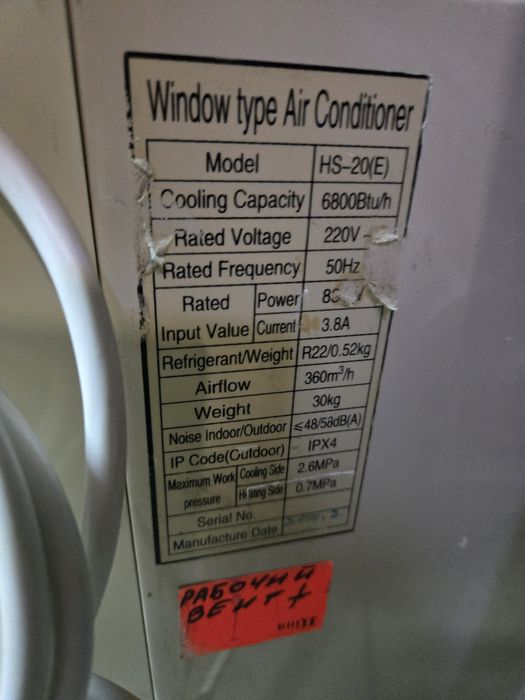 Window type Air Conditioner
Model HS-20(E)
Cooling Capacity 6800Btu/h
Rated Voltage 220V~
Rated Frequency 50Hz
Rated Input Value Power
Current 3.8A
Refrigerant/Weight R22/0.52kg
Airflow 360m³/h
Weight 30kg
Noise Indoor/Outdoor ≤48/58dB(A)
IP Code(Outdoor) IPX4
Maximum Work pressure Cooling Side 2.6MPa
Heating Side 0.7MPa
Serial No.
Manufacture Date
РАБОЧИЙ
ВЕНТ +